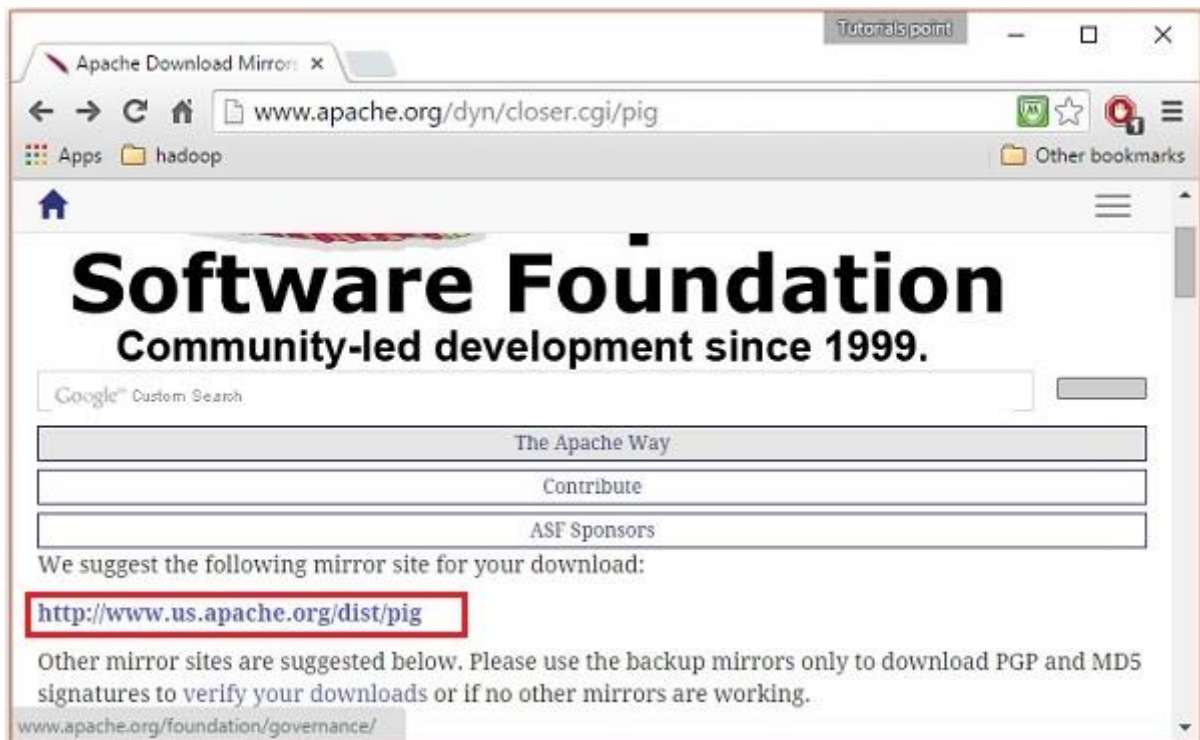 Tutorials point
Apache Download Mirror
www.apache.org/dyn/closer.cgi/pig
1
Apps hadoop Other bookmarks
Software Foundation
Community-led development since 1999.
Google Custom Search
The Apache Way
Contribute
ASF Sponsors
We suggest the following mirror site for your download:
http://www.us.apache.org/dist/pig
Other mirror sites are suggested below. Please use the backup mirrors only to download PGP and MD5
signatures to verify your downloads or if no other mirrors are working.
www.apache.org/foundation/governance/